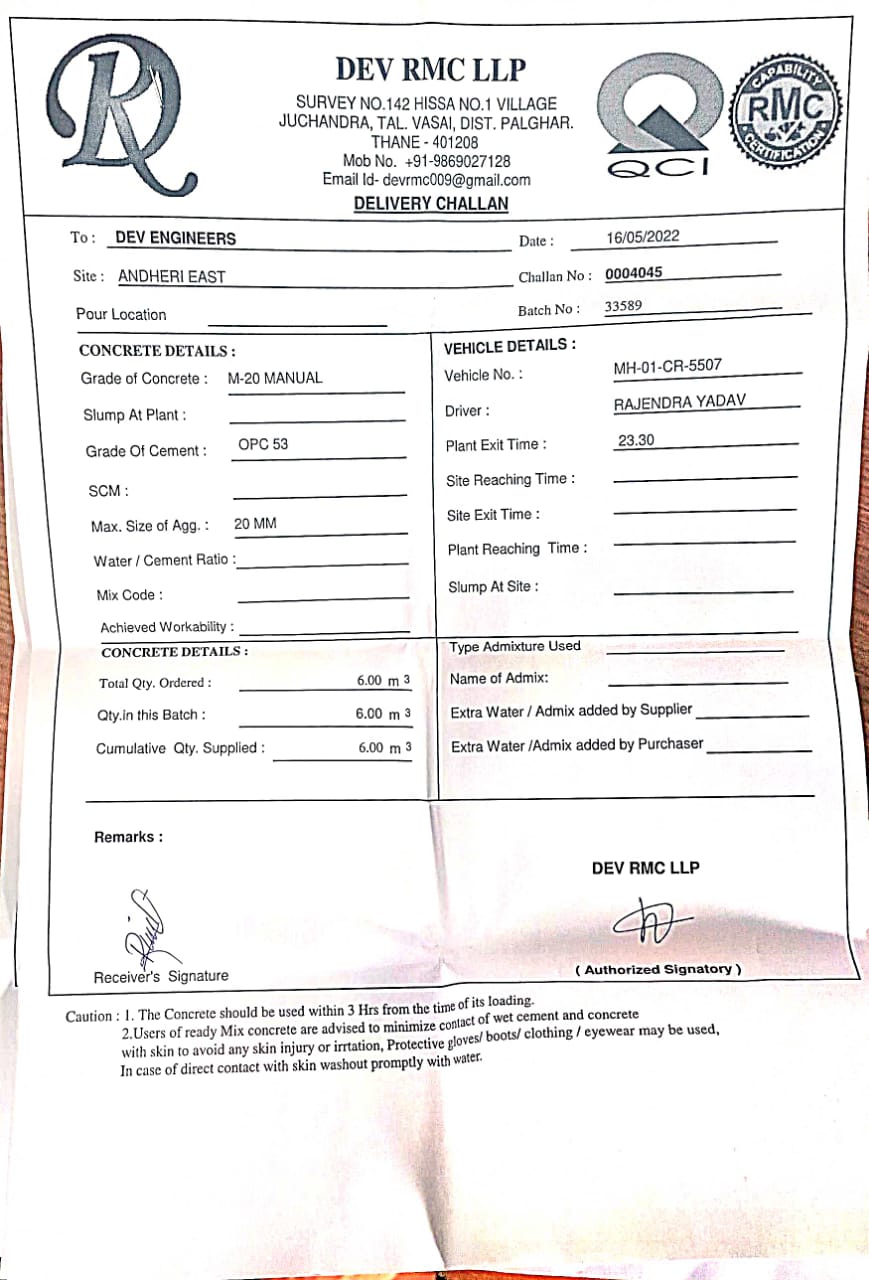 R
DEV RMC LLP
SURVEY NO.142 HISSA NO.1 VILLAGE
JUCHANDRA, TAL. VASAI, DIST. PALGHAR.
THANE - 401208
Mob No. +91-9869027128
Email Id- devrmc009@gmail.com
DELIVERY CHALLAN
QCI
CAPABILITY
RMC
CERTIFICATION
To : DEV ENGINEERS
Date : 16/05/2022
Site : ANDHERI EAST
Challan No : 0004045
Pour Location
Batch No : 33589
CONCRETE DETAILS :
Grade of Concrete : M-20 MANUAL
Slump At Plant :
Grade Of Cement : OPC 53
SCM :
Max. Size of Agg. : 20 MM
Water / Cement Ratio :
Mix Code :
Achieved Workability :
VEHICLE DETAILS :
Vehicle No. : MH-01-CR-5507
Driver : RAJENDRA YADAV
Plant Exit Time : 23.30
Site Reaching Time :
Site Exit Time :
Plant Reaching Time :
Slump At Site :
CONCRETE DETAILS :
Total Qty. Ordered : 6.00 m 3
Qty.in this Batch : 6.00 m 3
Cumulative Qty. Supplied : 6.00 m 3
Type Admixture Used
Name of Admix:
Extra Water / Admix added by Supplier
Extra Water /Admix added by Purchaser
Remarks :
DEV RMC LLP
Receiver's Signature
( Authorized Signatory )
Caution : 1. The Concrete should be used within 3 Hrs from the time of its loading.
2.Users of ready Mix concrete are advised to minimize contact of wet cement and concrete
with skin to avoid any skin injury or irrtation, Protective gloves/ boots/ clothing / eyewear may be used,
In case of direct contact with skin washout promptly with water.